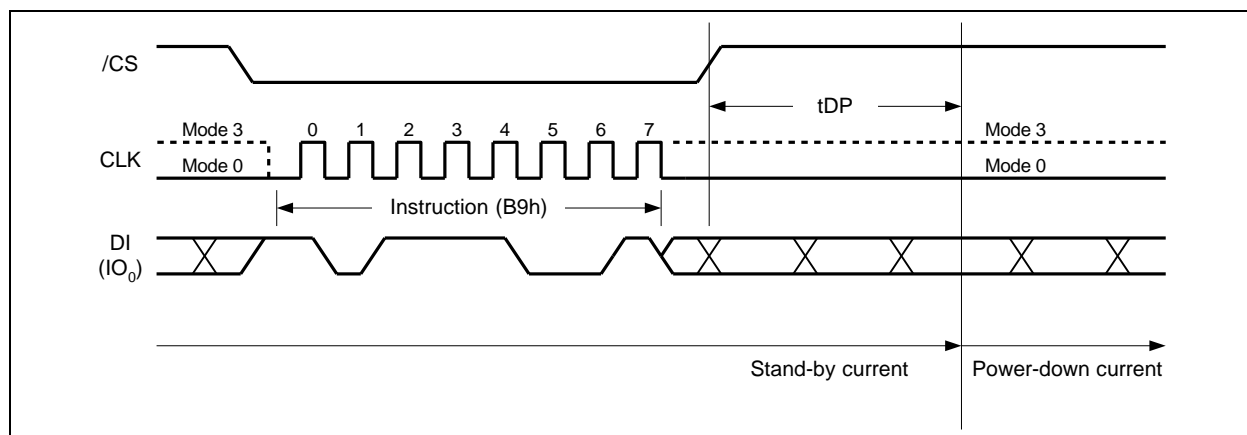 /CS
tDP
Mode 3 0 1 2 3 4 5 6 7 Mode 3
CLK
Mode 0 Mode 0
Instruction (B9h)
DI
(IO₀)
Stand-by current Power-down current